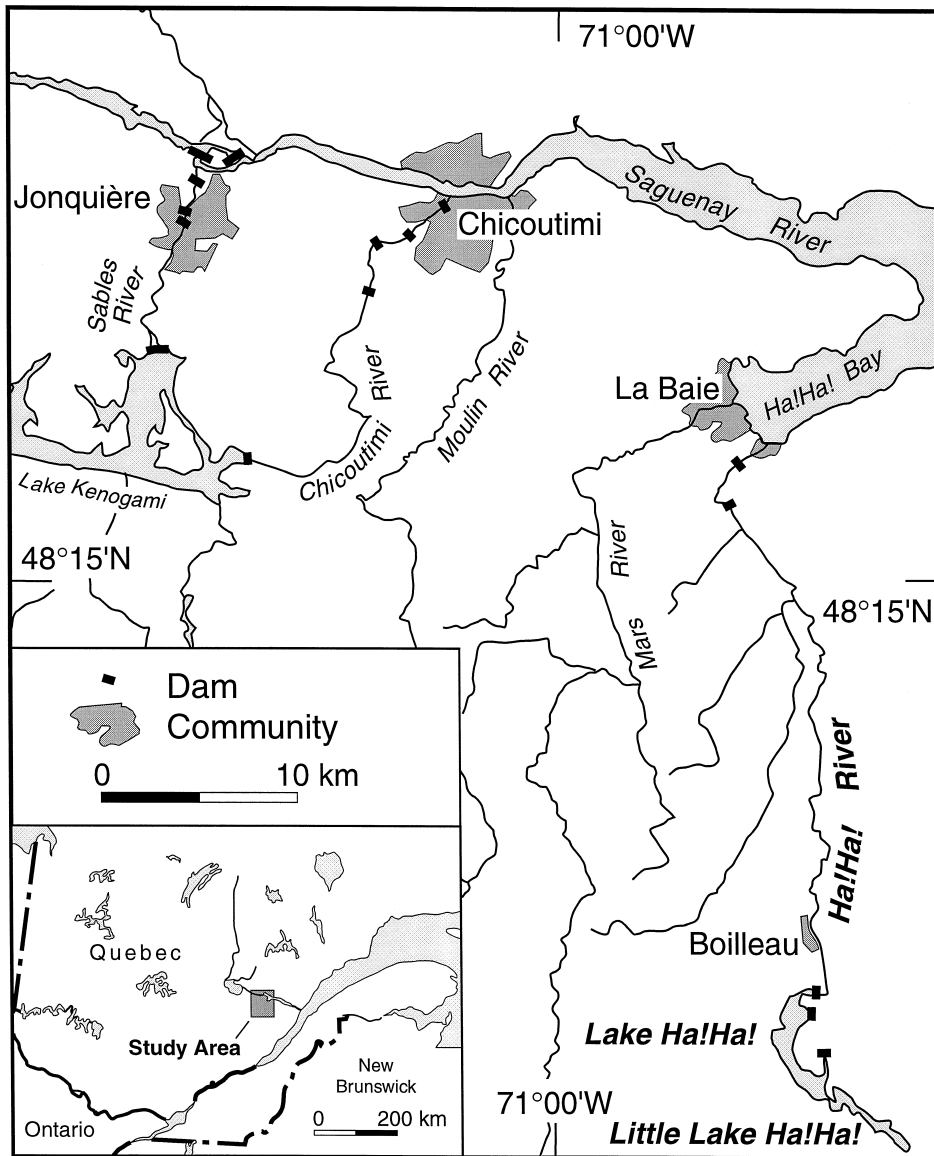 71°00'W
Jonquière
Saguenay River
Chicoutimi
Sables
River
La Baie
Ha!Ha! Bay
Chicoutimi River
Moulin River
Lake Kenogami
48°15'N
Mars River
48°15'N
Dam
Community
0 10 km
Ha!Ha! River
Quebec
Boilleau
Study Area
Lake Ha!Ha!
New
Brunswick
71°00'W
0 200 km
Ontario
Little Lake Ha!Ha!